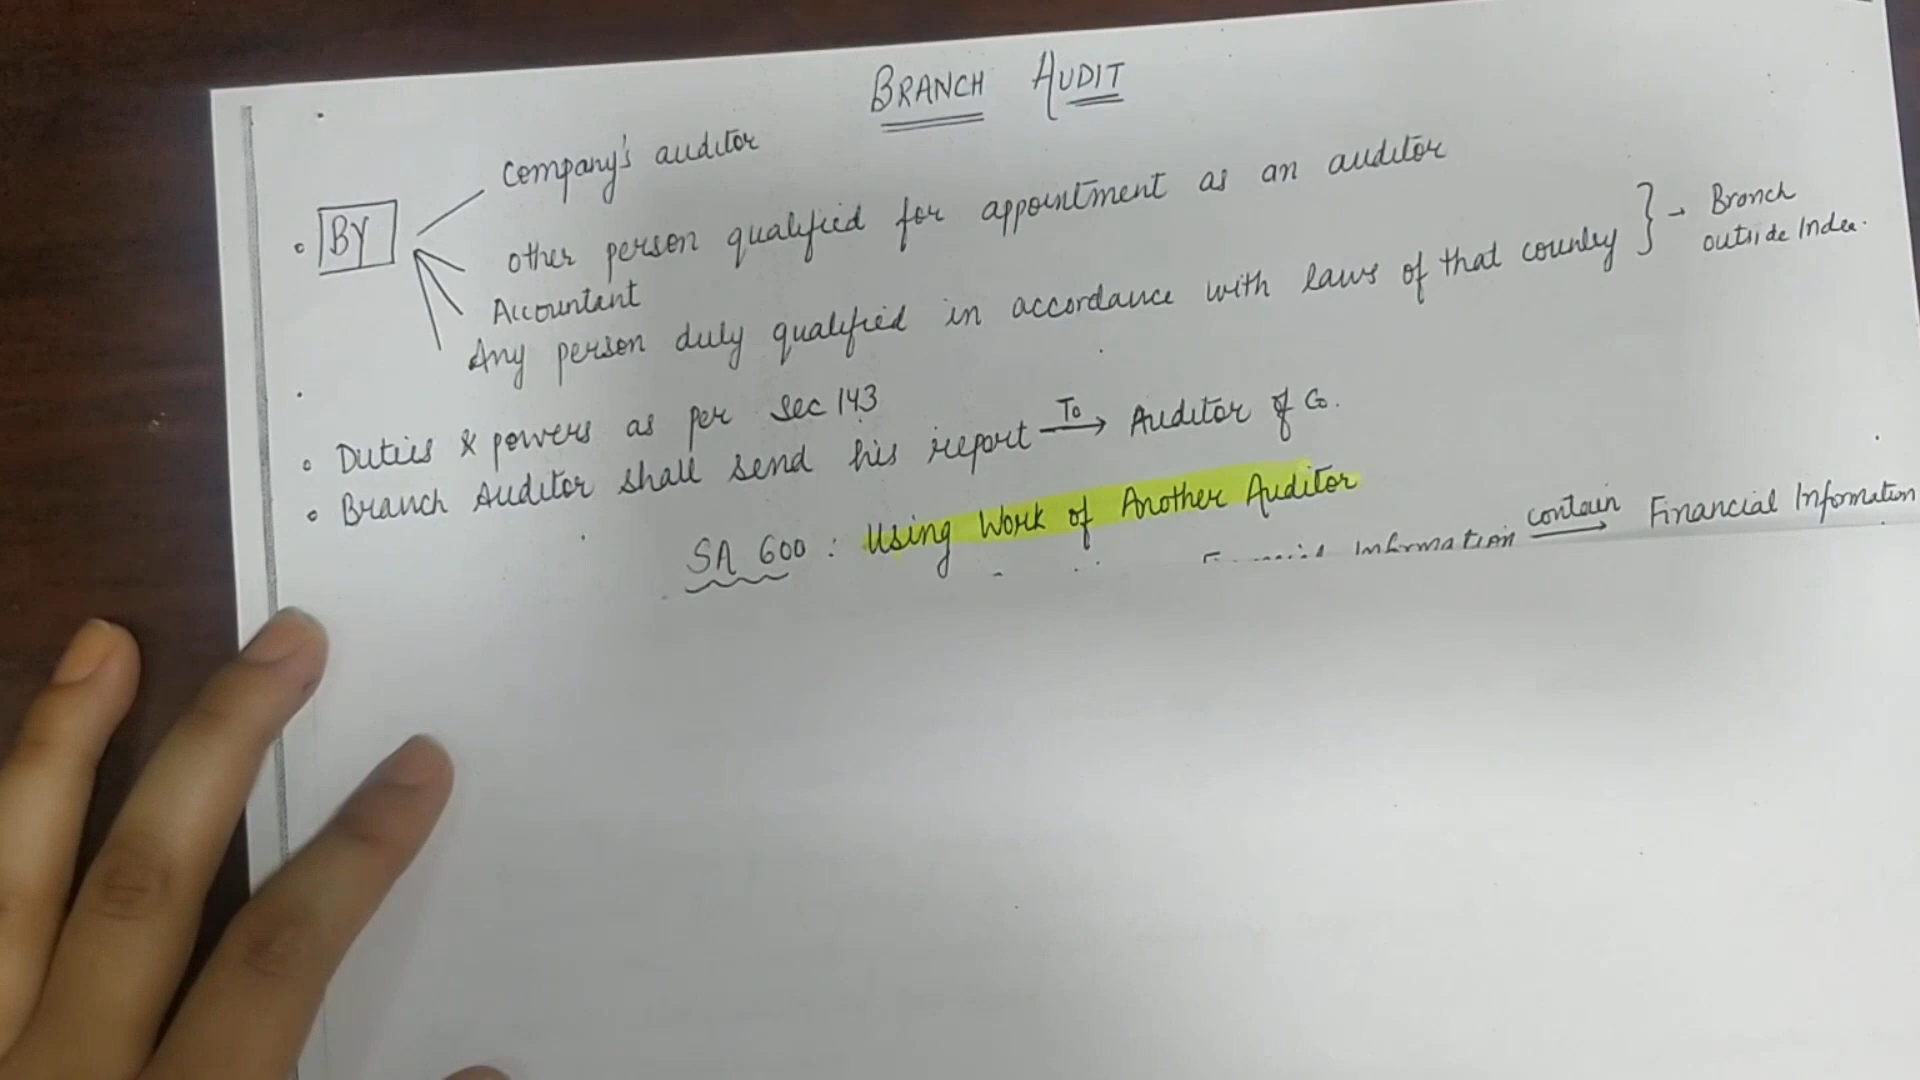 BRANCH AUDIT
Company's auditor
BY
other person qualified for appointment as an auditor
Accountant
Any person duly qualified in accordance with laws of that country } → Branch outside India.
Duties & powers as per Sec 143
Branch Auditor shall send his report To → Auditor of Co.
SA 600 : Using Work of Another Auditor
Information contain → Financial Information